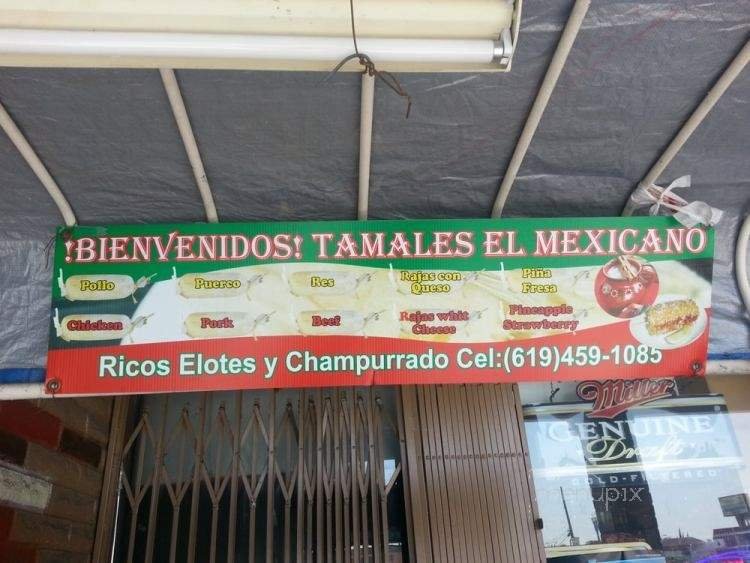 !BIENVENIDOS! TAMALES EL MEXICANO
Pollo Puerco Res Rajas con Queso Piña Fresa
Chicken Pork Beef Rajas whit Cheese Pineapple Strawberry
Ricos Elotes y Champurrado Cel:(619)459-1085
Miller
GENUINE
Draft
COLD-FILTERED
menupix